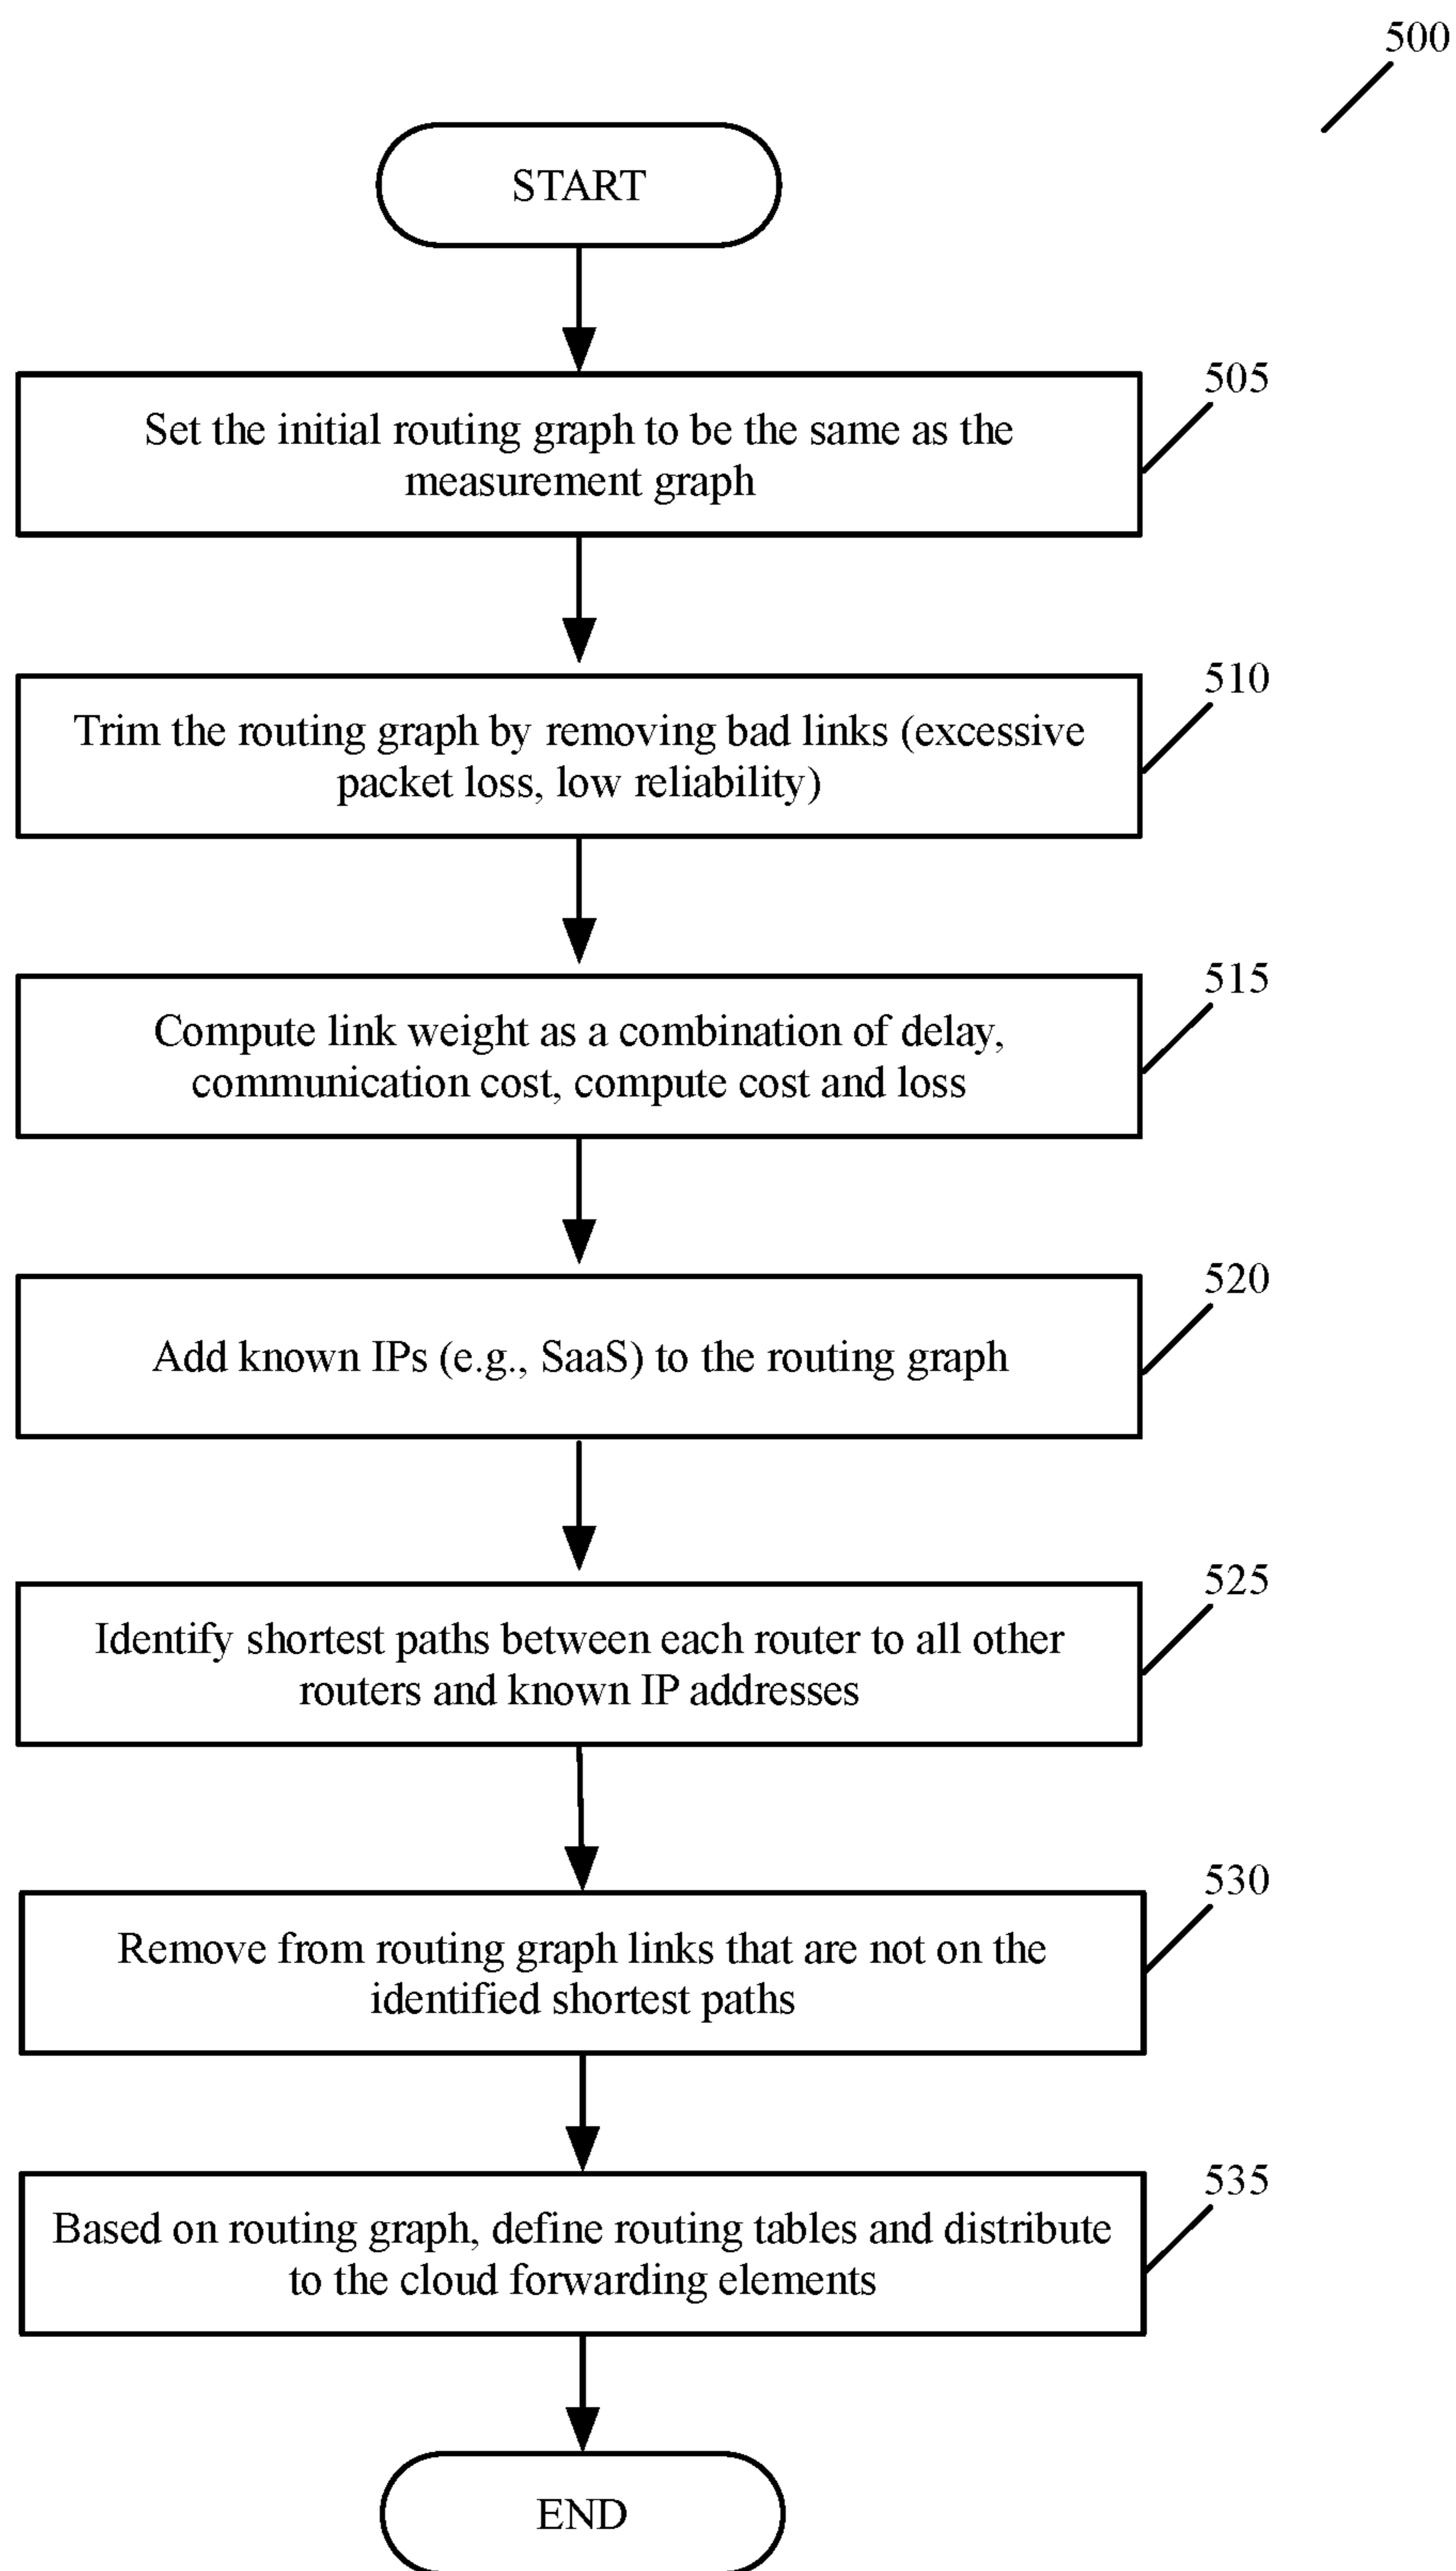 500
START
505
Set the initial routing graph to be the same as the
measurement graph
510
Trim the routing graph by removing bad links (excessive
packet loss, low reliability)
515
Compute link weight as a combination of delay,
communication cost, compute cost and loss
520
Add known IPs (e.g., SaaS) to the routing graph
525
Identify shortest paths between each router to all other
routers and known IP addresses
530
Remove from routing graph links that are not on the
identified shortest paths
535
Based on routing graph, define routing tables and distribute
to the cloud forwarding elements
END